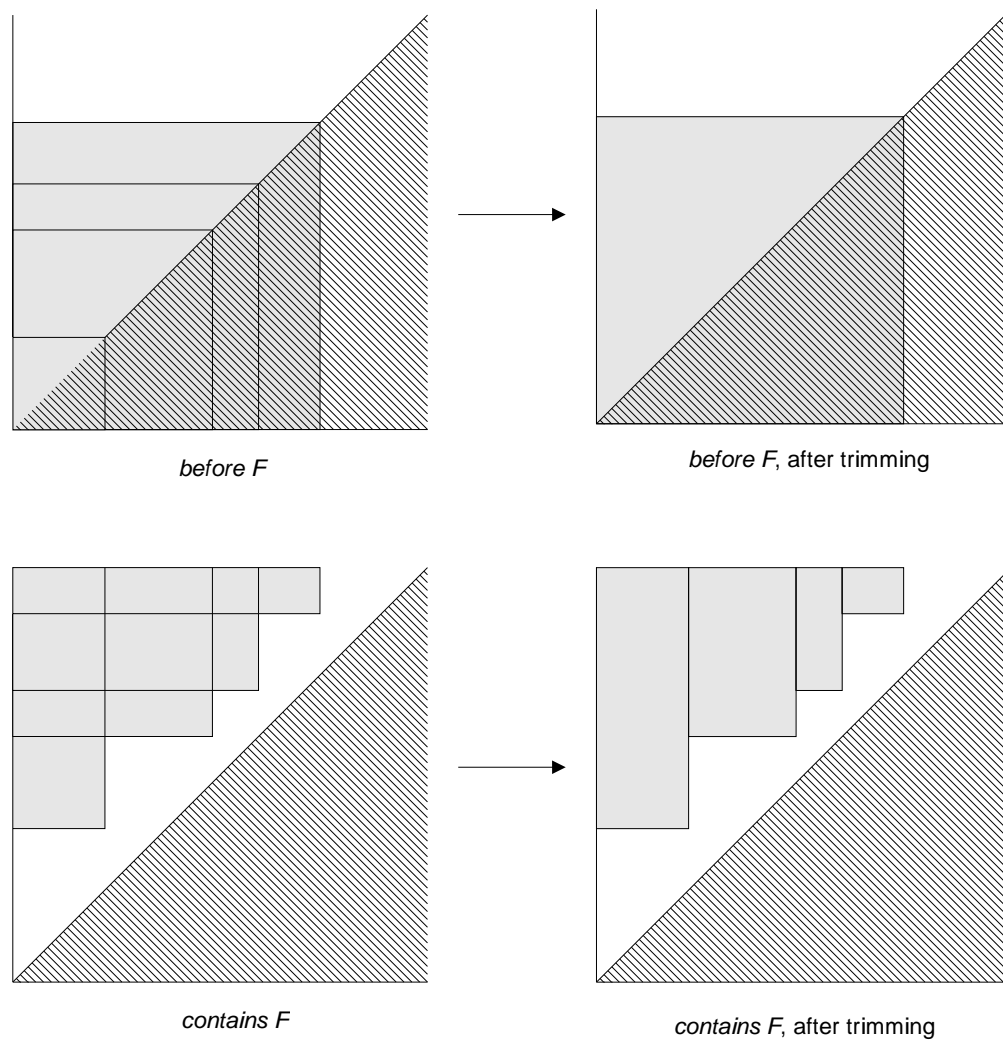 before F
before F, after trimming
contains F
contains F, after trimming